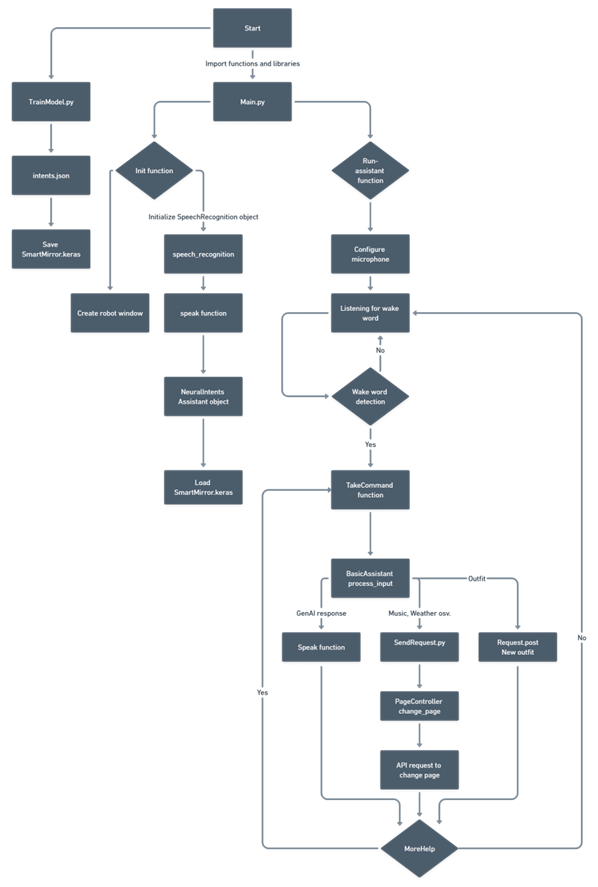 Start
Import functions and libraries
TrainModel.py
Main.py
Init function
Run-
assistant
function
intents.json
Initialize SpeechRecognition object
Save
SmartMirror.keras
speech_recognition
Configure
microphone
Create robot window
speak function
Listening for wake
word
No
NeuralIntents
Assistant object
Wake word
detection
Yes
Load
SmartMirror.keras
TakeCommand
function
BasicAssistant
process_input
Outfit
GenAI response
Music, Weather osv.
Speak function
SendRequest.py
Request.post
New outfit
No
Yes
PageController
change_page
API request to
change page
MoreHelp